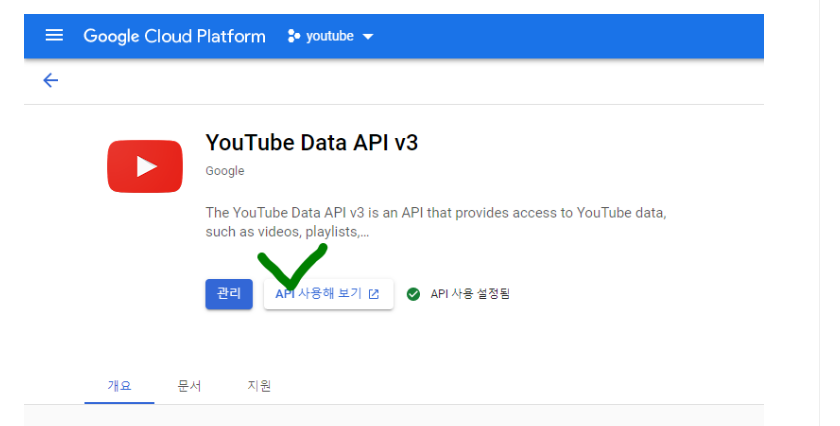 Google Cloud Platform youtube
YouTube Data API v3
Google
The YouTube Data API v3 is an API that provides access to YouTube data,
such as videos, playlists,...
관리 API 사용해 보기 API 사용 설정됨
개요 문서 지원